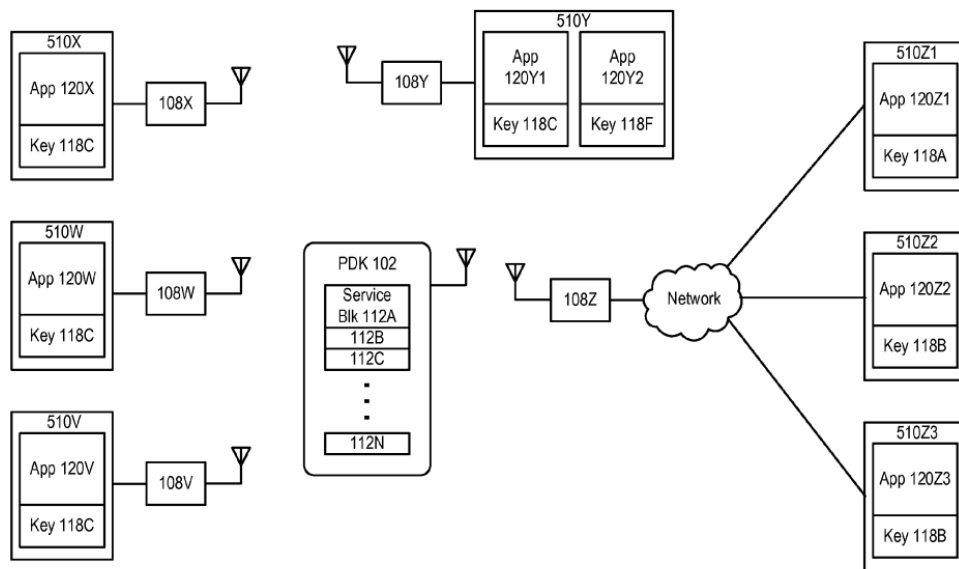 510X
App 120X
Key 118C
108X
108Y
510Y
App
120Y1
Key 118C
App
120Y2
Key 118F
510Z1
App 120Z1
Key 118A
510W
App 120W
Key 118C
108W
PDK 102
Service
Blk 112A
112B
112C
112N
108Z
Network
510Z2
App 120Z2
Key 118B
510V
App 120V
Key 118C
108V
510Z3
App 120Z3
Key 118B